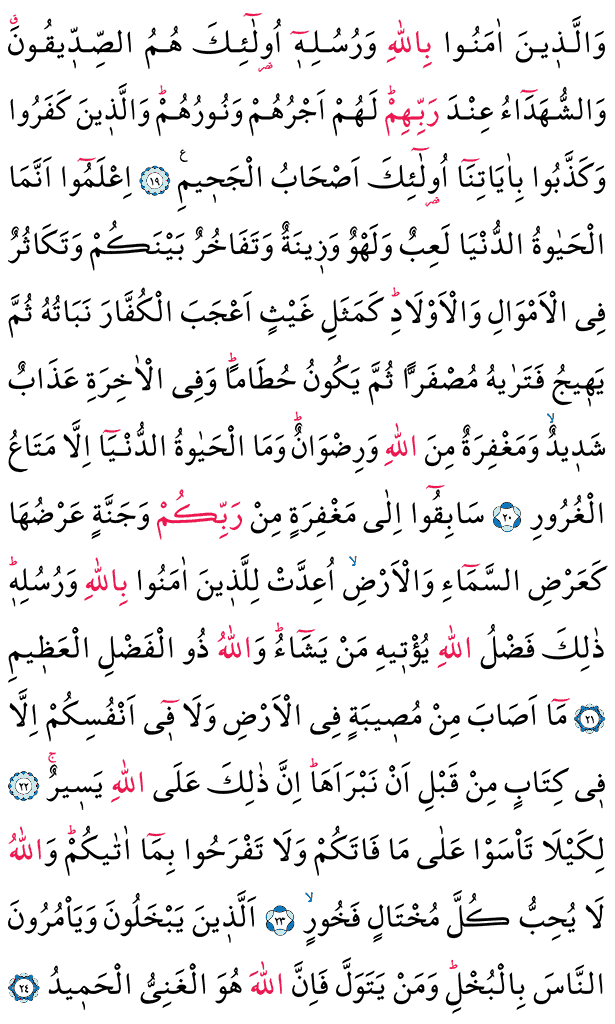 وَالَّذ۪ينَ اٰمَنُوا بِاللّٰهِ وَرُسُلِه۪ٓ اُو۬لٰٓئِكَ هُمُ الصِّدّ۪يقُونَۗ
وَالشُّهَدَٓاءُ عِنْدَ رَبِّهِمْۜ لَهُمْ اَجْرُهُمْ وَنُورُهُمْۜ وَالَّذ۪ينَ كَفَرُوا
وَكَذَّبُوا بِاٰيَاتِنَٓا اُو۬لٰٓئِكَ اَصْحَابُ الْجَح۪يمِ۟ ﴿١٩﴾ اِعْلَمُٓوا اَنَّمَا
الْحَيٰوةُ الدُّنْيَا لَعِبٌ وَلَهْوٌ وَز۪ينَةٌ وَتَفَاخُرٌ بَيْنَكُمْ وَتَكَاثُرٌ
فِي الْاَمْوَالِ وَالْاَوْلَادِۜ كَمَثَلِ غَيْثٍ اَعْجَبَ الْكُفَّارَ نَبَاتُهُ ثُمَّ
يَه۪يجُ فَتَرٰيهُ مُصْفَرًّا ثُمَّ يَكُونُ حُطَاماًۜ وَفِي الْاٰخِرَةِ عَذَابٌ
شَد۪يدٌۙ وَمَغْفِرَةٌ مِنَ اللّٰهِ وَرِضْوَانٌۜ وَمَا الْحَيٰوةُ الدُّنْيَٓا اِلَّا مَتَاعُ
الْغُرُورِ ﴿٢٠﴾ سَابِقُٓوا اِلٰى مَغْفِرَةٍ مِنْ رَبِّكُمْ وَجَنَّةٍ عَرْضُهَا
كَعَرْضِ السَّمَٓاءِ وَالْاَرْضِۙ اُعِدَّتْ لِلَّذ۪ينَ اٰمَنُوا بِاللّٰهِ وَرُسُلِه۪ۜ
ذٰلِكَ فَضْلُ اللّٰهِ يُؤْت۪يهِ مَنْ يَشَٓاءُۜ وَاللّٰهُ ذُو الْفَضْلِ الْعَظ۪يمِ
﴿٢١﴾ مَٓا اَصَابَ مِنْ مُص۪يبَةٍ فِي الْاَرْضِ وَلَا ف۪ٓي اَنْفُسِكُمْ اِلَّا
ف۪ي كِتَابٍ مِنْ قَبْلِ اَنْ نَبْرَاَهَاۜ اِنَّ ذٰلِكَ عَلَى اللّٰهِ يَس۪يرٌۚ ﴿٢٢﴾
لِكَيْلَا تَاْسَوْا عَلٰى مَا فَاتَكُمْ وَلَا تَفْرَحُوا بِمَٓا اٰتٰيكُمْۜ وَاللّٰهُ
لَا يُحِبُّ كُلَّ مُخْتَالٍ فَخُورٍۙ ﴿٢٣﴾ اَلَّذ۪ينَ يَبْخَلُونَ وَيَاْمُرُونَ
النَّاسَ بِالْبُخْلِۜ وَمَنْ يَتَوَلَّ فَاِنَّ اللّٰهَ هُوَ الْغَنِيُّ الْحَم۪يدُ ﴿٢٤﴾